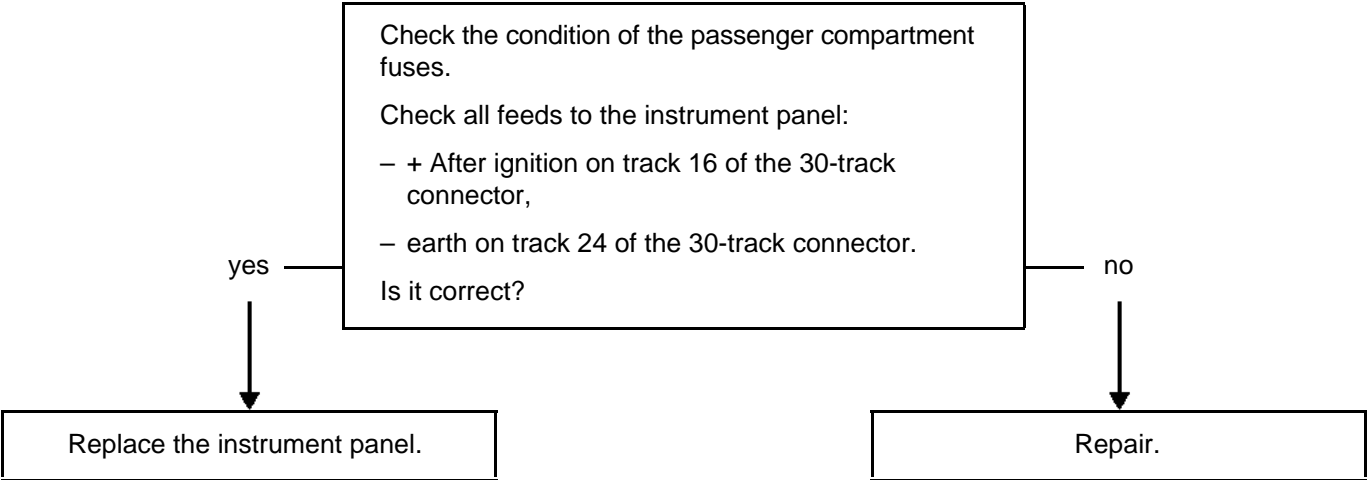 Check the condition of the passenger compartment
fuses.
Check all feeds to the instrument panel:
– + After ignition on track 16 of the 30-track
connector,
– earth on track 24 of the 30-track connector.
Is it correct?
yes
no
Replace the instrument panel.
Repair.